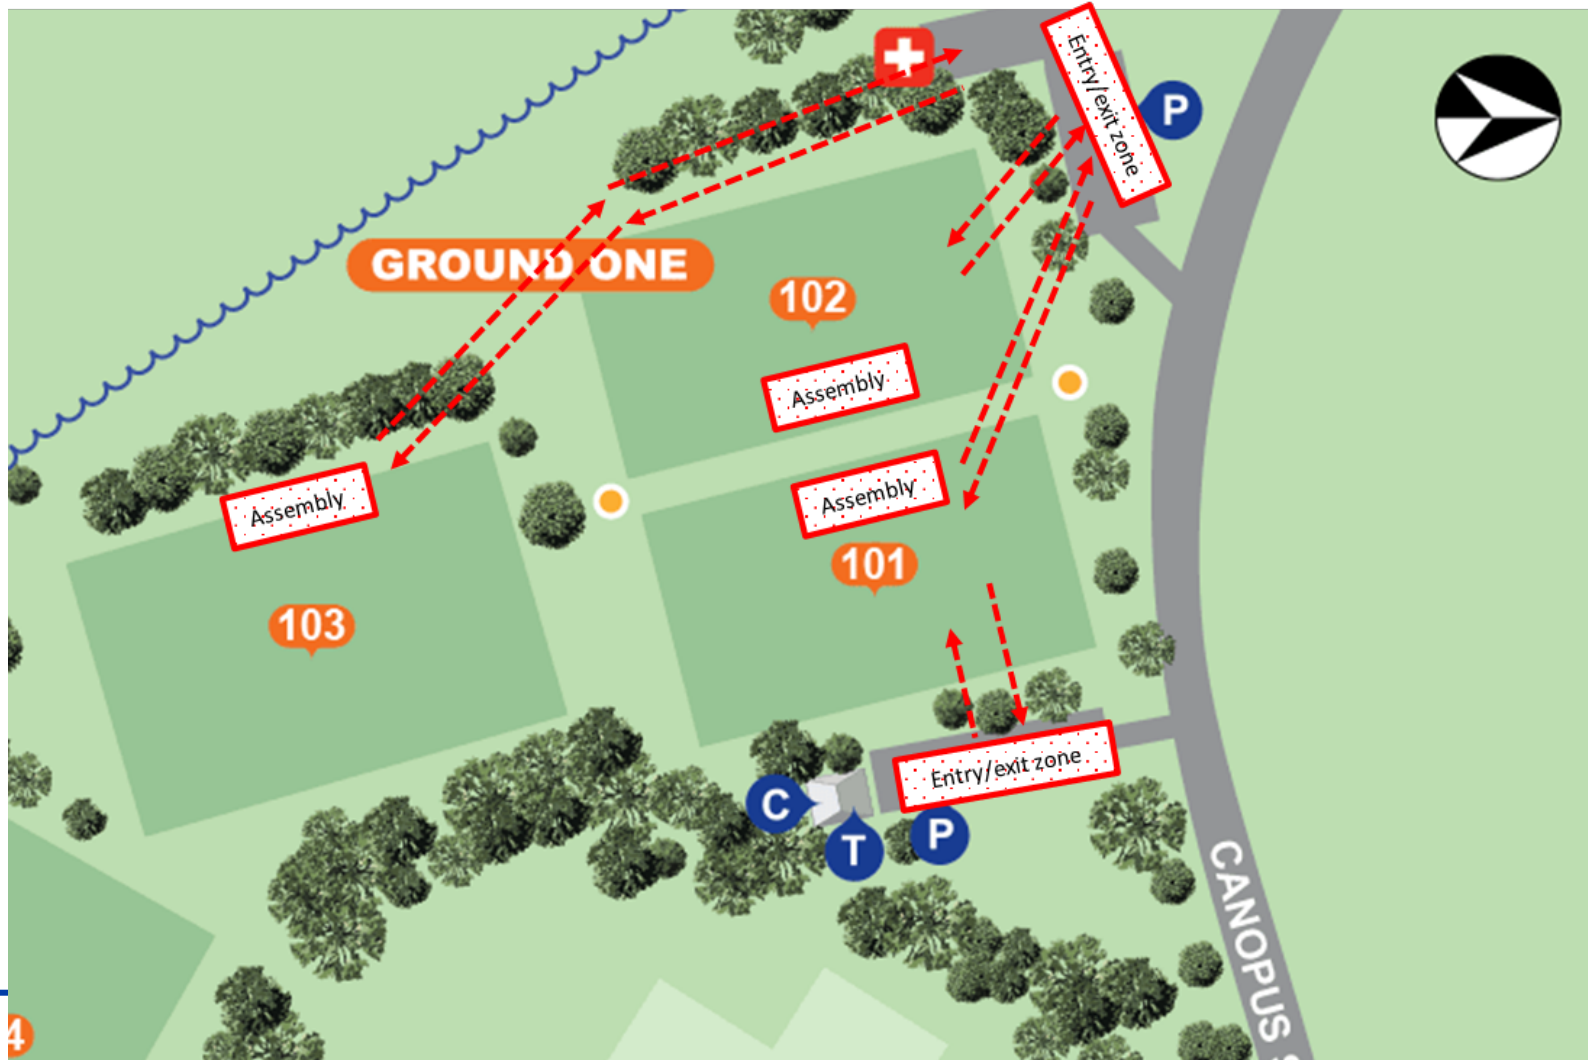 Entry/exit zone
P
GROUND ONE
102
Assembly
Assembly
Assembly
101
103
Entry/exit zone
C
T
P
CANOPUS S
4